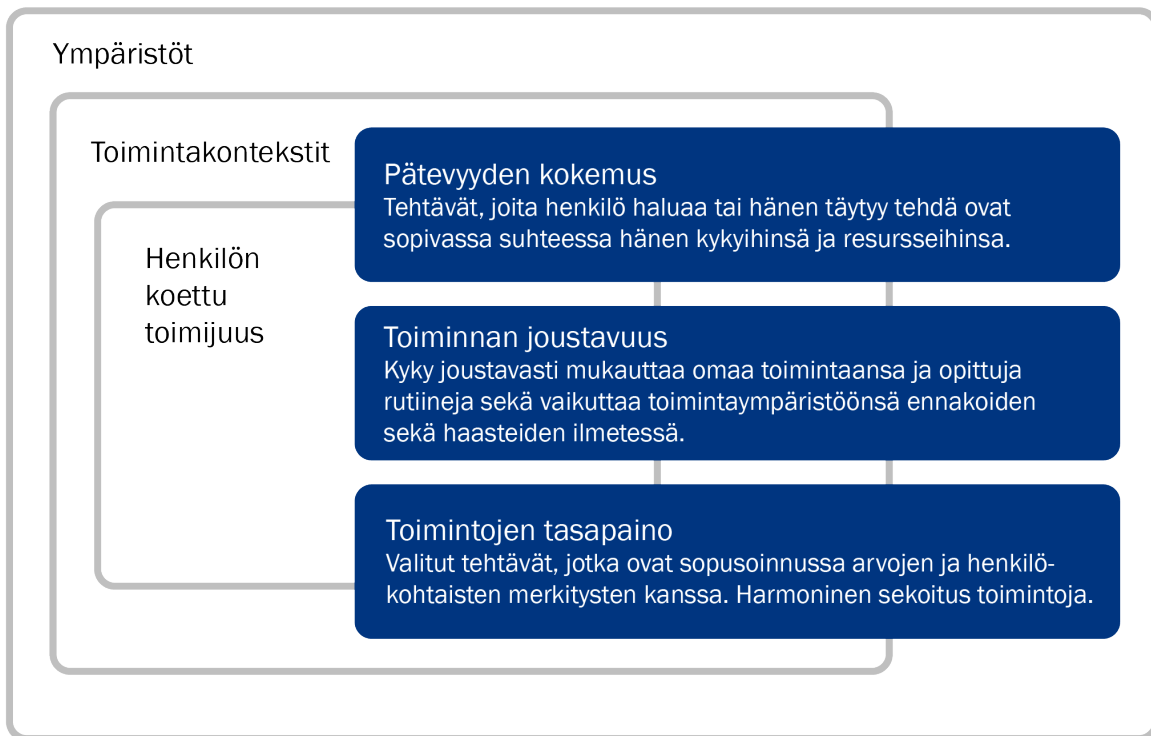 Ympäristöt
Toimintakontekstit
Henkilön
koettu
toimijuus
Pätevyyden kokemus
Tehtävät, joita henkilö haluaa tai hänen täytyy tehdä ovat
sopivassa suhteessa hänen kykyihinsä ja resursseihinsa.
Toiminnan joustavuus
Kyky joustavasti mukauttaa omaa toimintaansa ja opittuja
rutiineja sekä vaikuttaa toimintaympäristöönsä ennakoiden
sekä haasteiden ilmetessä.
Toimintojen tasapaino
Valitut tehtävät, jotka ovat sopusoinnussa arvojen ja henkilö-
kohtaisten merkitysten kanssa. Harmoninen sekoitus toimintoja.